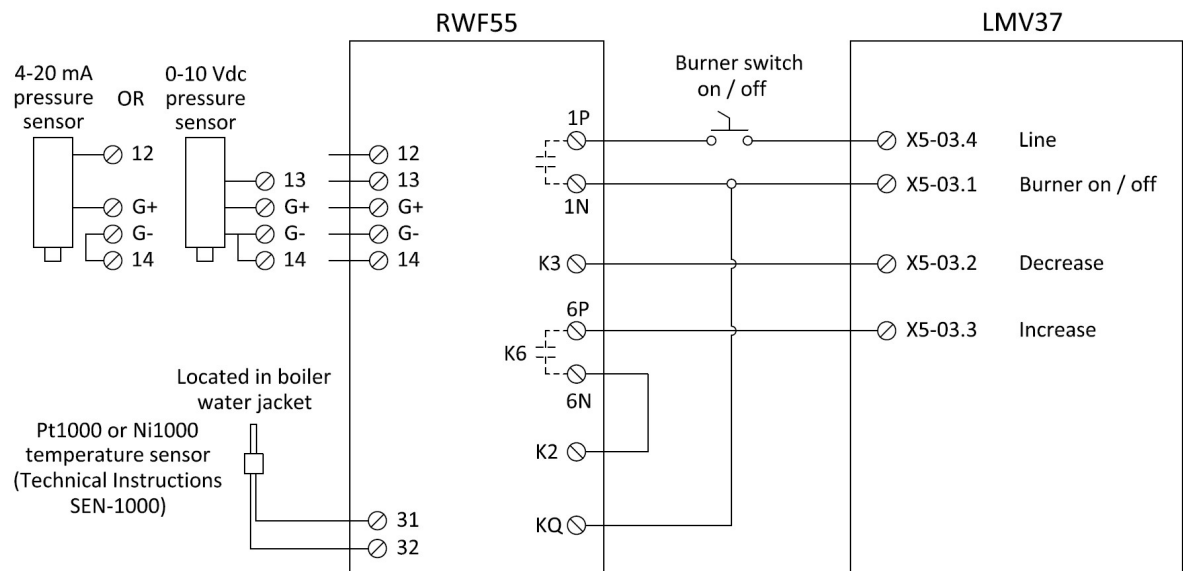 RWF55
LMV37
4-20 mA
pressure
sensor
OR
0-10 Vdc
pressure
sensor
Burner switch
on / off
12
G+
G-
14
13
G+
G-
14
12
13
G+
G-
14
1P
1N
K3
6P
K6
6N
K2
KQ
X5-03.4 Line
X5-03.1 Burner on / off
X5-03.2 Decrease
X5-03.3 Increase
Located in boiler
water jacket
Pt1000 or Ni1000
temperature sensor
(Technical Instructions
SEN-1000)
31
32